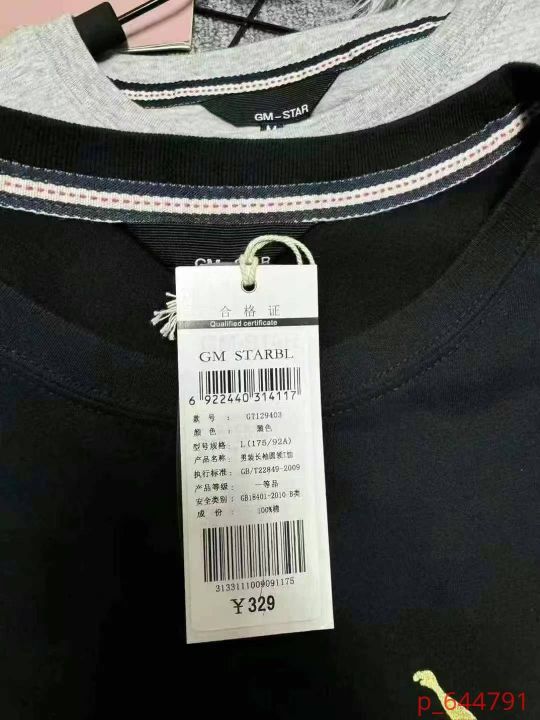 GM-STAR
M
合格证
Qualified certificate
GM STARBL
6 922440 314117
款 号 : GT129403
颜 色 :
型号规格: L(175/92A)
产品名称: 男装长袖圆领T恤
执行标准: GB/T22849-2009
产品等级: 一等品
安全类别: GB18401-2010-B类
成 份 : 100%棉
3133111009091175
¥329
p_644791